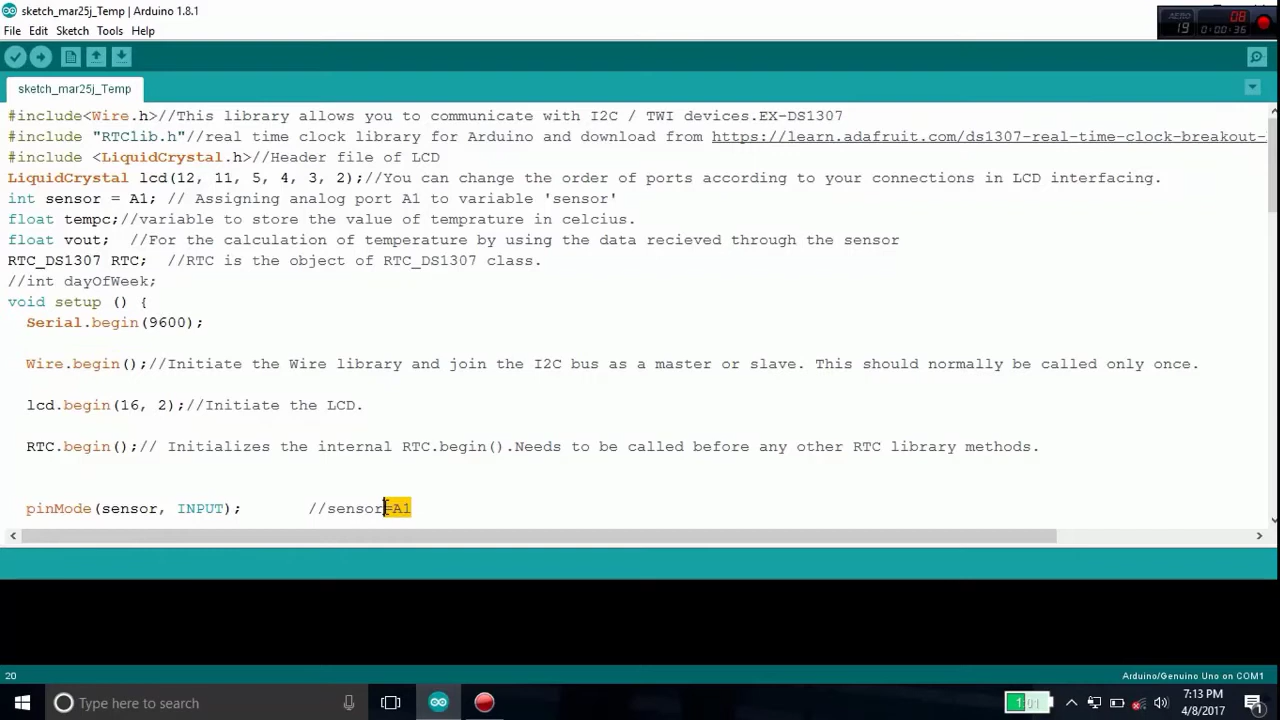 sketch_mar25j_Temp | Arduino 1.8.1
File Edit Sketch Tools Help
19 08 0:00:36
sketch_mar25j_Temp
#include<Wire.h>//This library allows you to communicate with I2C / TWI devices.EX-DS1307
#include "RTClib.h"//real time clock library for Arduino and download from https://learn.adafruit.com/ds1307-real-time-clock-breakout-
#include <LiquidCrystal.h>//Header file of LCD
LiquidCrystal lcd(12, 11, 5, 4, 3, 2);//You can change the order of ports according to your connections in LCD interfacing.
int sensor = A1; // Assigning analog port A1 to variable 'sensor'
float tempc;//variable to store the value of temprature in celcius.
float vout;  //For the calculation of temperature by using the data recieved through the sensor
RTC_DS1307 RTC;  //RTC is the object of RTC_DS1307 class.
//int dayOfWeek;
void setup () {
Serial.begin(9600);
Wire.begin();//Initiate the Wire library and join the I2C bus as a master or slave. This should normally be called only once.
lcd.begin(16, 2);//Initiate the LCD.
RTC.begin();// Initializes the internal RTC.begin().Needs to be called before any other RTC library methods.
pinMode(sensor, INPUT);       //sensor=A1
20 Arduino/Genuino Uno on COM1
Type here to search
1:01
7:13 PM
4/8/2017